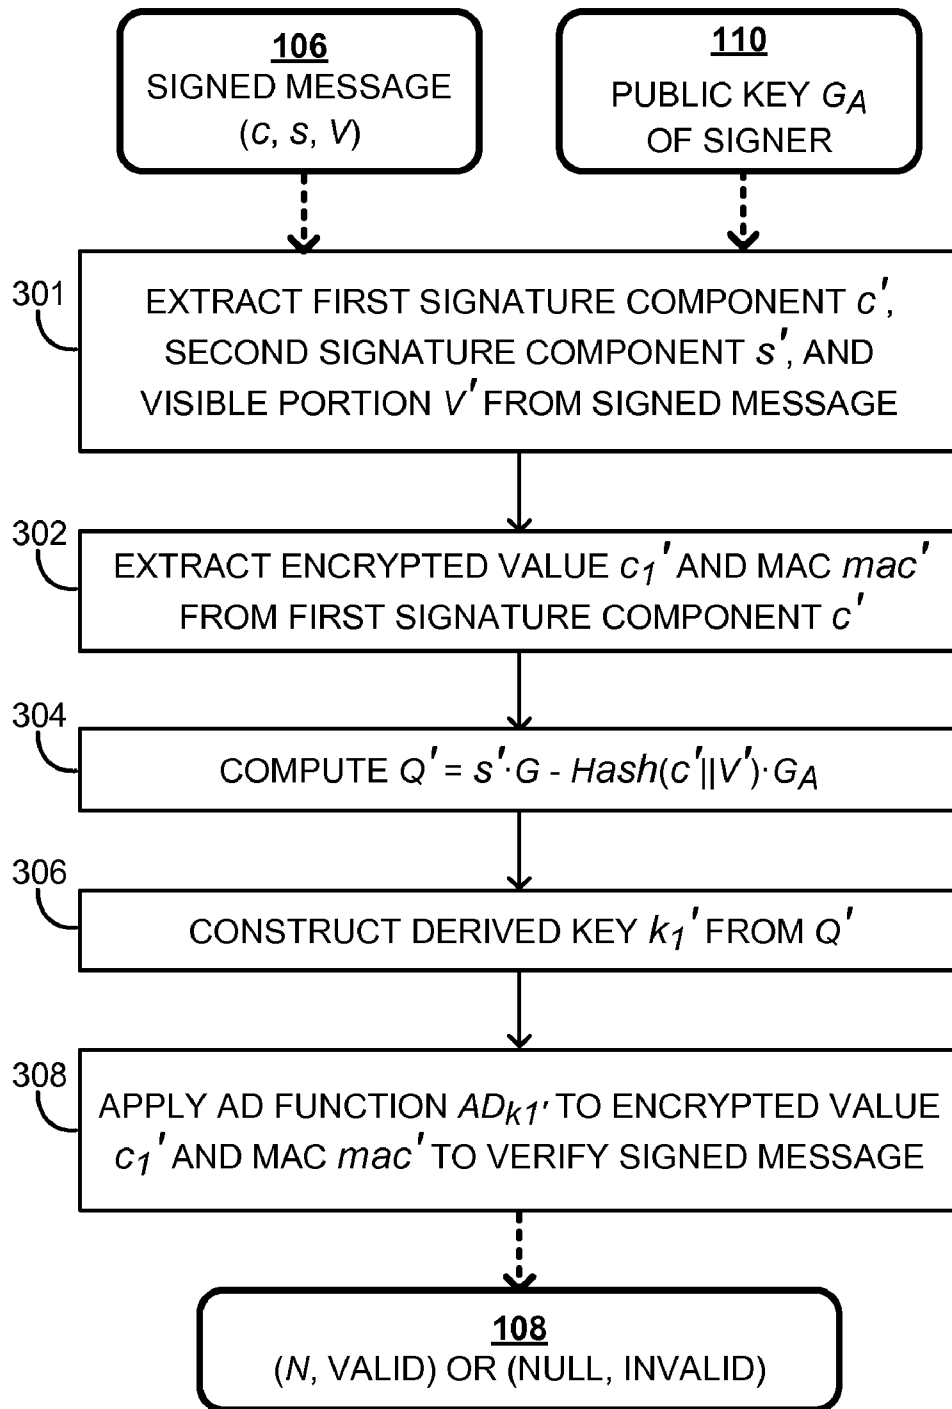 106
SIGNED MESSAGE
(c, s, V)
110
PUBLIC KEY G_A
OF SIGNER
301
EXTRACT FIRST SIGNATURE COMPONENT c',
SECOND SIGNATURE COMPONENT s', AND
VISIBLE PORTION V' FROM SIGNED MESSAGE
302
EXTRACT ENCRYPTED VALUE c₁' AND MAC mac'
FROM FIRST SIGNATURE COMPONENT c'
304
COMPUTE Q' = s'·G - Hash(c'||V')·G_A
306
CONSTRUCT DERIVED KEY k₁' FROM Q'
308
APPLY AD FUNCTION AD_k1' TO ENCRYPTED VALUE
c₁' AND MAC mac' TO VERIFY SIGNED MESSAGE
108
(N, VALID) OR (NULL, INVALID)